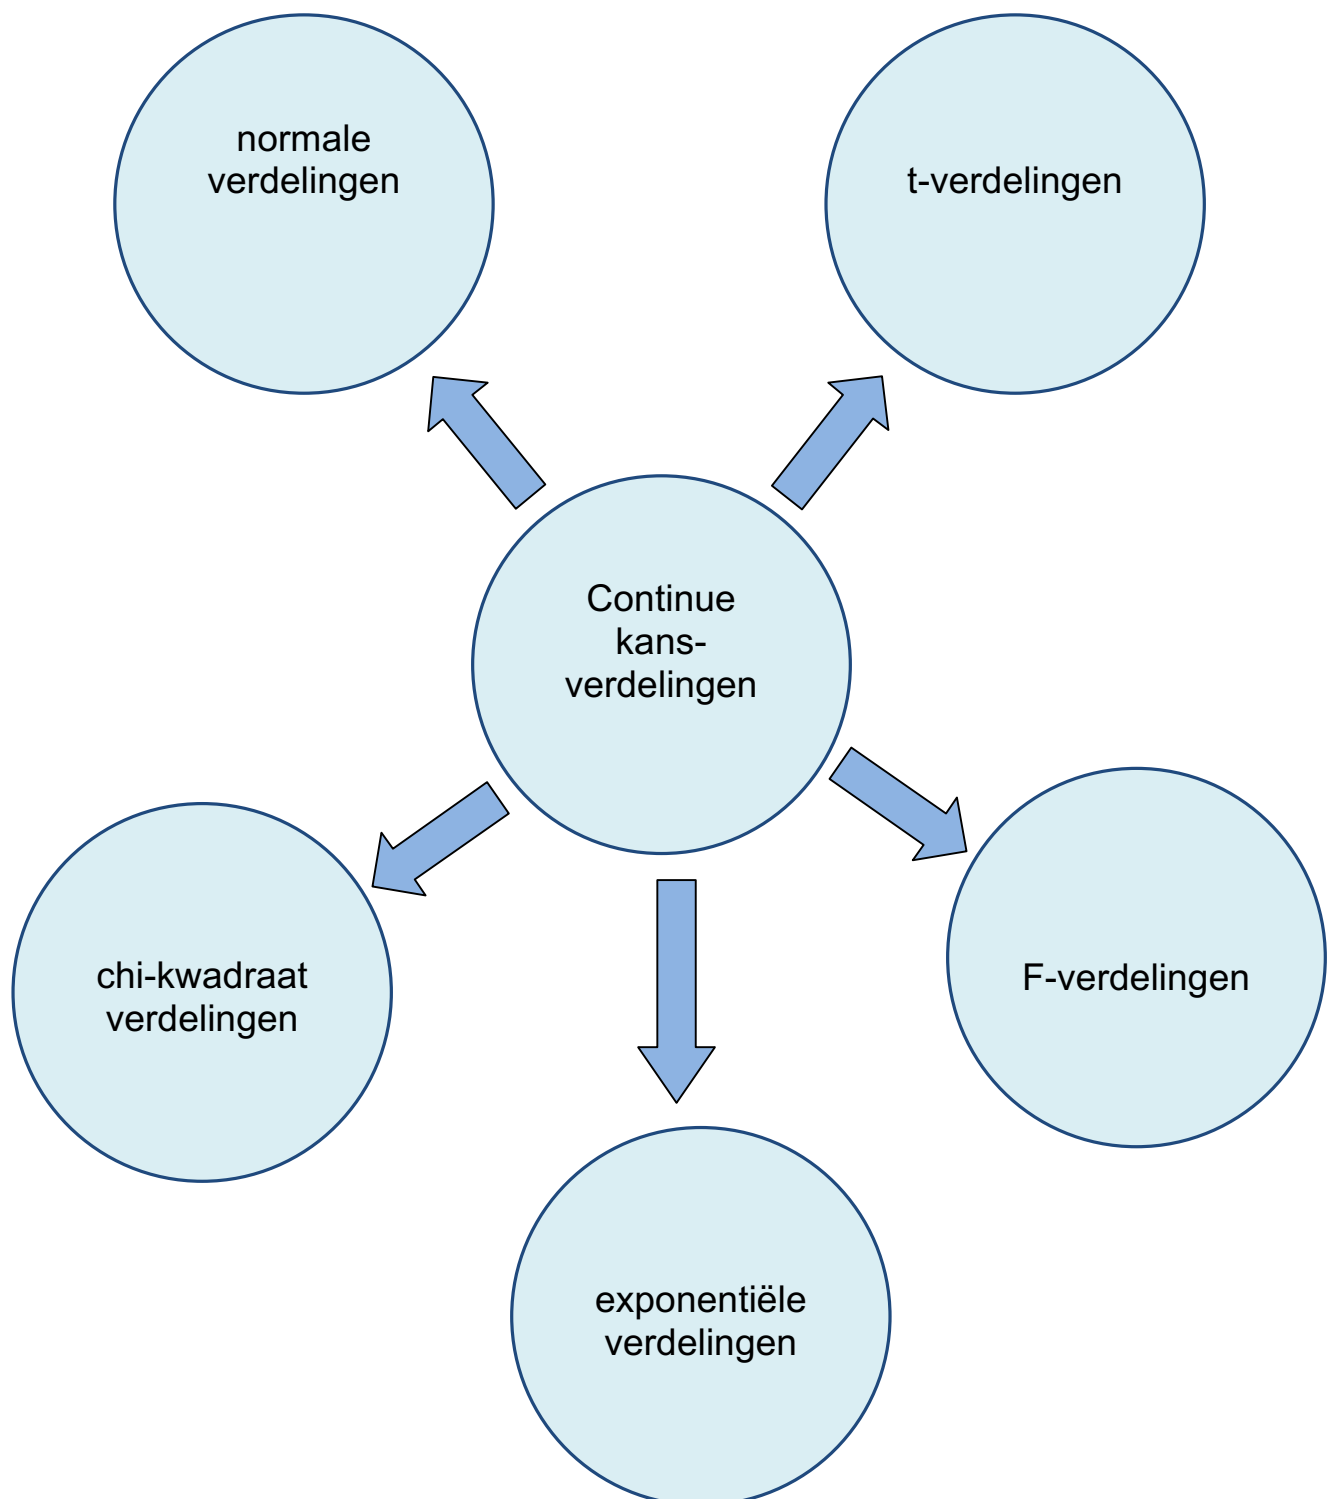 normale
verdelingen
t-verdelingen
Continue
kans-
verdelingen
chi-kwadraat
verdelingen
F-verdelingen
exponentiële
verdelingen